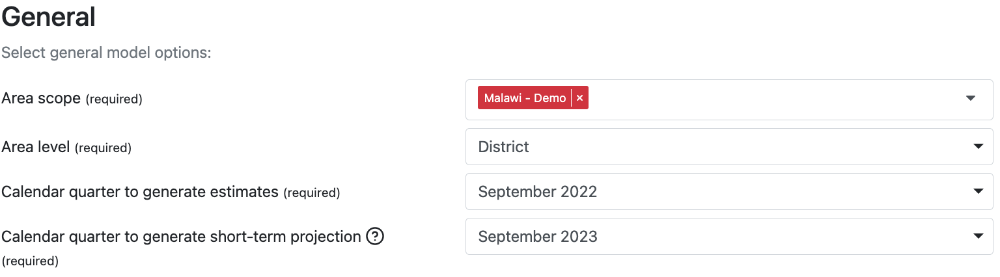 General
Select general model options:
Area scope (required)
Malawi - Demo ×
Area level (required)
District
Calendar quarter to generate estimates (required)
September 2022
Calendar quarter to generate short-term projection ?
(required)
September 2023